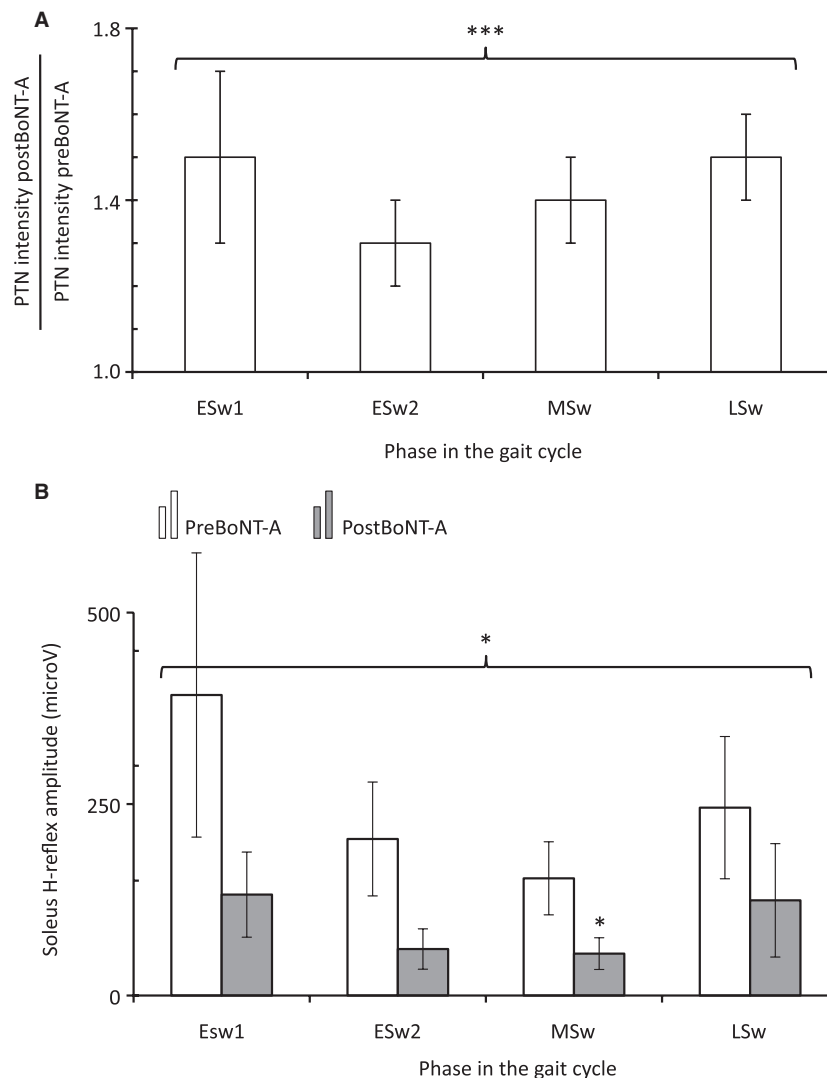 A
***
PTN intensity postBoNT-A
PTN intensity preBoNT-A
1.8
1.4
1.0
ESw1 ESw2 MSw LSw
Phase in the gait cycle
B
PreBoNT-A PostBoNT-A
Soleus H-reflex amplitude (microV)
500
*
250
*
0
Esw1 ESw2 MSw LSw
Phase in the gait cycle